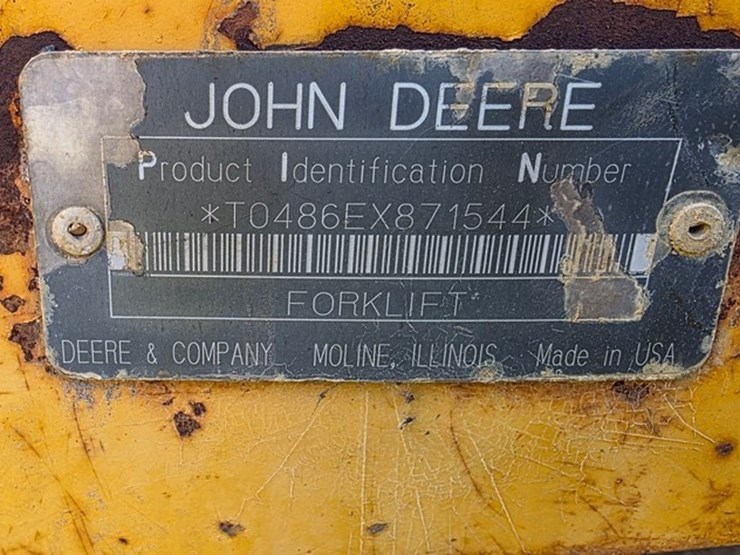 JOHN DEERE
Product Identification Number
*T0486EX871544*
FORKLIFT
DEERE & COMPANY MOLINE, ILLINOIS Made in USA